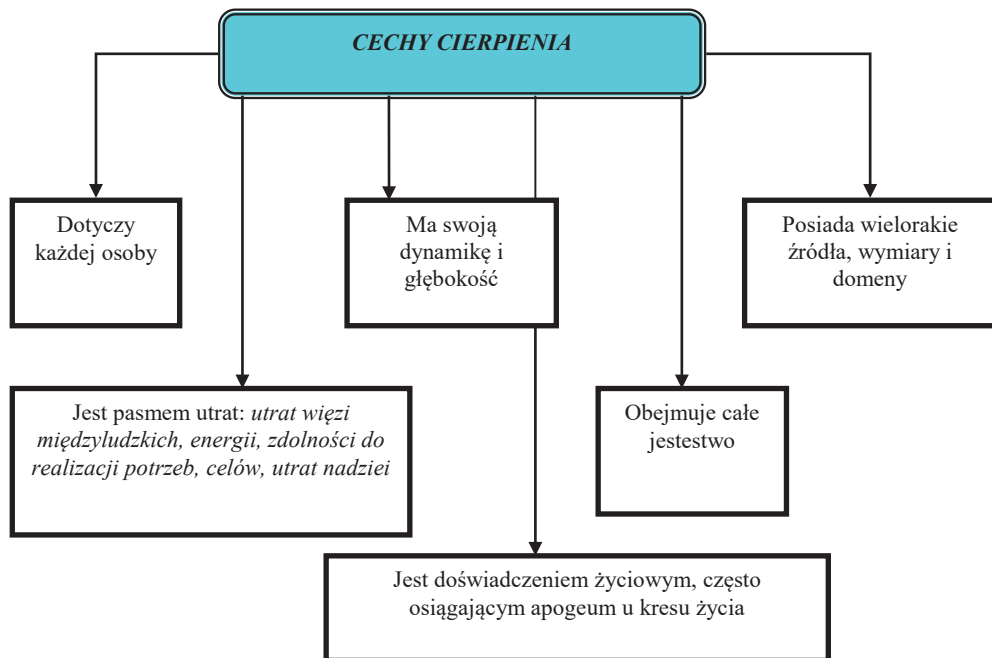 CECHY CIERPIENIA
Dotyczy
każdej osoby
Ma swoją
dynamikę i
głębokość
Posiada wielorakie
źródła, wymiary i
domeny
Jest pasmem utrat: utrat więzi
międzyludzkich, energii, zdolności do
realizacji potrzeb, celów, utrat nadziei
Obejmuje całe
jestestwo
Jest doświadczeniem życiowym, często
osiągającym apogeum u kresu życia